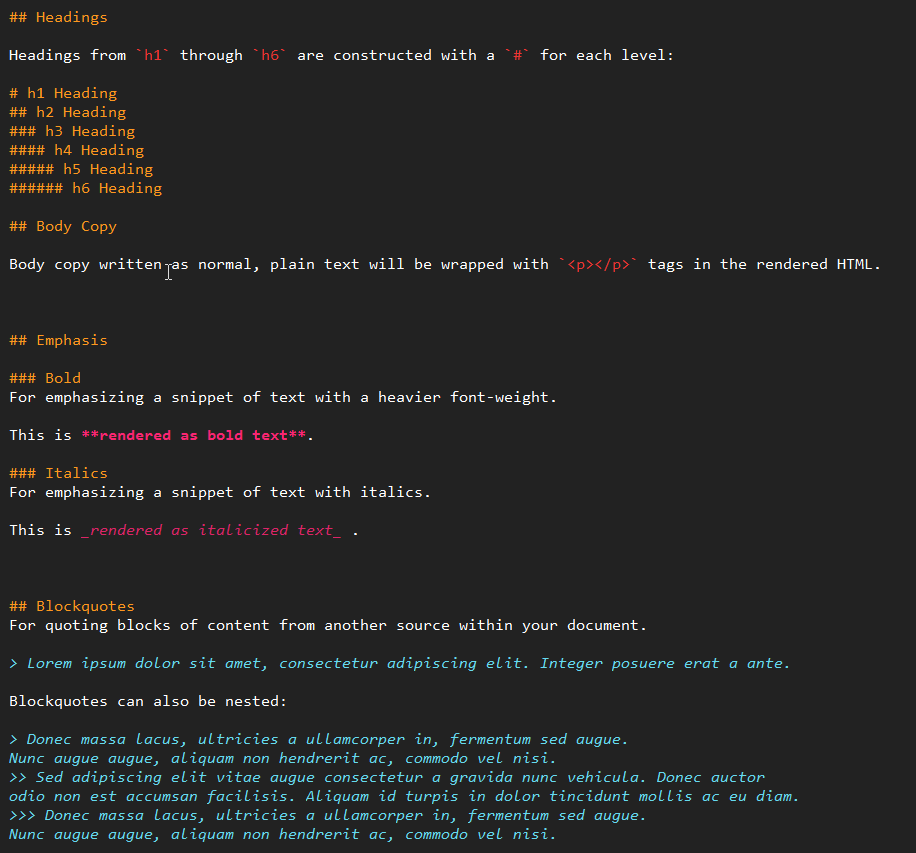 ## Headings
Headings from `h1` through `h6` are constructed with a `#` for each level:
# h1 Heading
## h2 Heading
### h3 Heading
#### h4 Heading
##### h5 Heading
###### h6 Heading
## Body Copy
Body copy written as normal, plain text will be wrapped with `<p></p>` tags in the rendered HTML.
## Emphasis
### Bold
For emphasizing a snippet of text with a heavier font-weight.
This is **rendered as bold text**.
### Italics
For emphasizing a snippet of text with italics.
This is _rendered as italicized text_ .
## Blockquotes
For quoting blocks of content from another source within your document.
> Lorem ipsum dolor sit amet, consectetur adipiscing elit. Integer posuere erat a ante.
Blockquotes can also be nested:
> Donec massa lacus, ultricies a ullamcorper in, fermentum sed augue.
Nunc augue augue, aliquam non hendrerit ac, commodo vel nisi.
>> Sed adipiscing elit vitae augue consectetur a gravida nunc vehicula. Donec auctor
odio non est accumsan facilisis. Aliquam id turpis in dolor tincidunt mollis ac eu diam.
>>> Donec massa lacus, ultricies a ullamcorper in, fermentum sed augue.
Nunc augue augue, aliquam non hendrerit ac, commodo vel nisi.